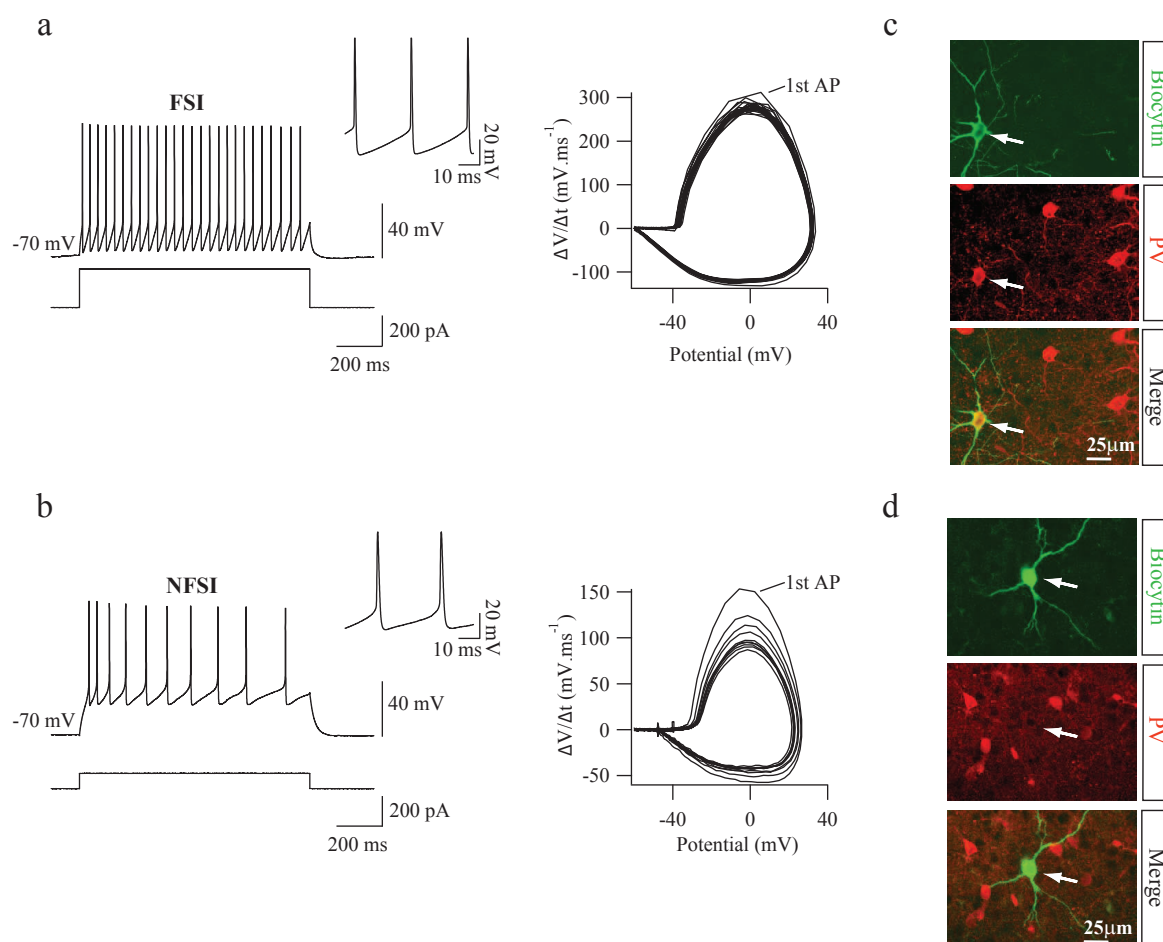 a
FSI
-70 mV
40 mV
200 pA
200 ms
20 mV
10 ms
1st AP
300
200
100
0
-100
ΔV/Δt (mV.ms-1)
-40
0
40
Potential (mV)
c
Biocytin
PV
Merge
25μm
b
NFSI
-70 mV
40 mV
200 pA
200 ms
20 mV
10 ms
1st AP
150
100
50
0
-50
ΔV/Δt (mV.ms-1)
-40
0
40
Potential (mV)
d
Biocytin
PV
Merge
25μm